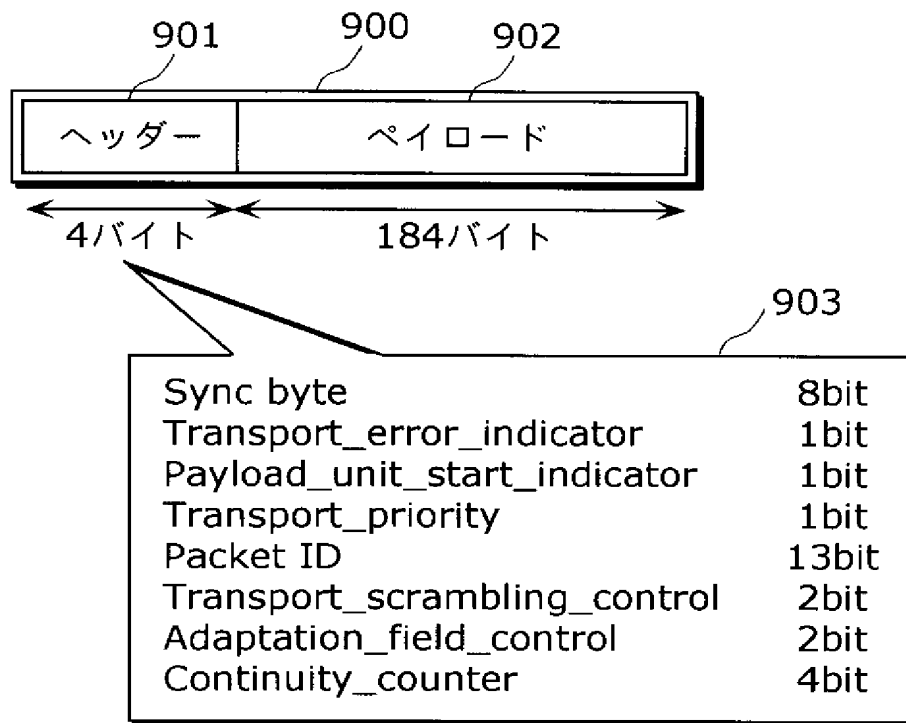 901 900 902
ヘッダー ペイロード
4バイト 184バイト
903
Sync byte 8bit
Transport_error_indicator 1bit
Payload_unit_start_indicator 1bit
Transport_priority 1bit
Packet ID 13bit
Transport_scrambling_control 2bit
Adaptation_field_control 2bit
Continuity_counter 4bit